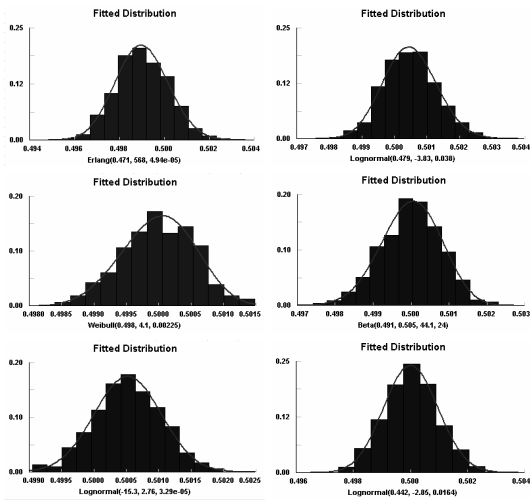 Fitted Distribution
0.25
0.12
0.00
0.494 0.496 0.498 0.500 0.502 0.504
Erlang(0.471, 568, 4.94e-05)
Fitted Distribution
0.25
0.12
0.00
0.497 0.498 0.499 0.500 0.501 0.502 0.503 0.504
Lognormal(0.479, -3.83, 0.038)
Fitted Distribution
0.20
0.10
0.00
0.4980 0.4985 0.4990 0.4995 0.5000 0.5005 0.5010 0.5015
Weibull(0.498, 4.1, 0.00225)
Fitted Distribution
0.20
0.10
0.00
0.497 0.498 0.499 0.500 0.501 0.502 0.503
Beta(0.491, 0.505, 44.1, 24)
Fitted Distribution
0.20
0.10
0.00
0.4990 0.4995 0.5000 0.5005 0.5010 0.5015 0.5020 0.5025
Lognormal(-15.3, 2.76, 3.29e-05)
Fitted Distribution
0.25
0.12
0.00
0.496 0.498 0.500 0.502 0.504
Lognormal(0.442, -2.85, 0.0164)